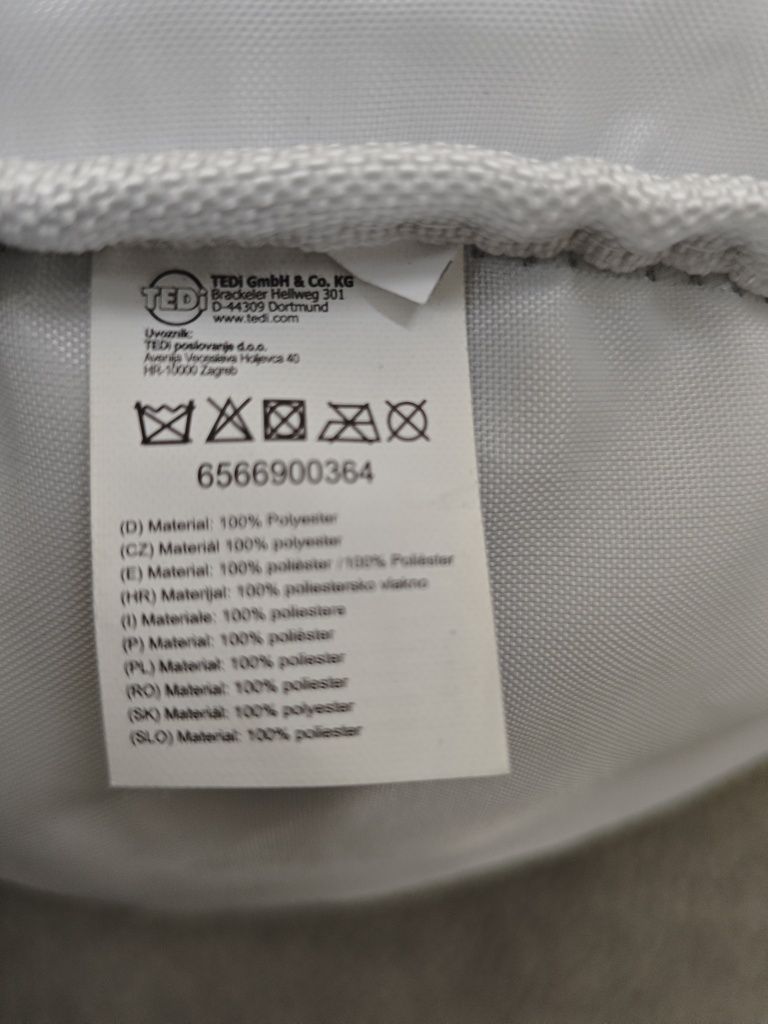 TEDi
TEDi GmbH & Co. KG
Brackeler Hellweg 301
D-44309 Dortmund
www.tedi.com
Uvoznik:
TEDi poslovanje d.o.o.
Avenija Veceslava Holjevca 40
HR-10000 Zagreb
6566900364
(D) Material: 100% Polyester
(CZ) Materiál 100% polyester
(E) Material: 100% poliéster /100% Poliéster
(HR) Materijal: 100% poliestersko vlakno
(I) Materiale: 100% poliestere
(P) Material: 100% poliéster
(PL) Materiał: 100% poliester
(RO) Material: 100% poliester
(SK) Materiál: 100% polyester
(SLO) Material: 100% poliester